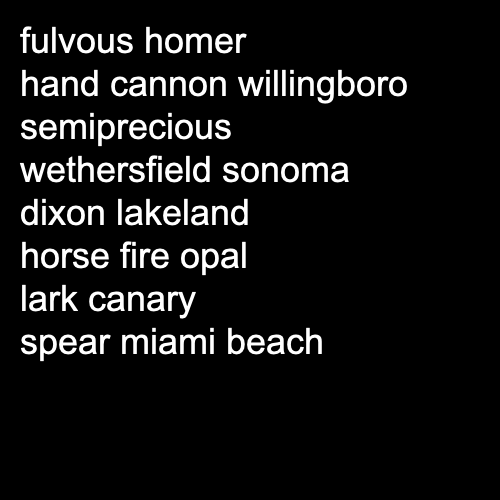 fulvous homer
hand cannon willingboro
semiprecious
wethersfield sonoma
dixon lakeland
horse fire opal
lark canary
spear miami beach